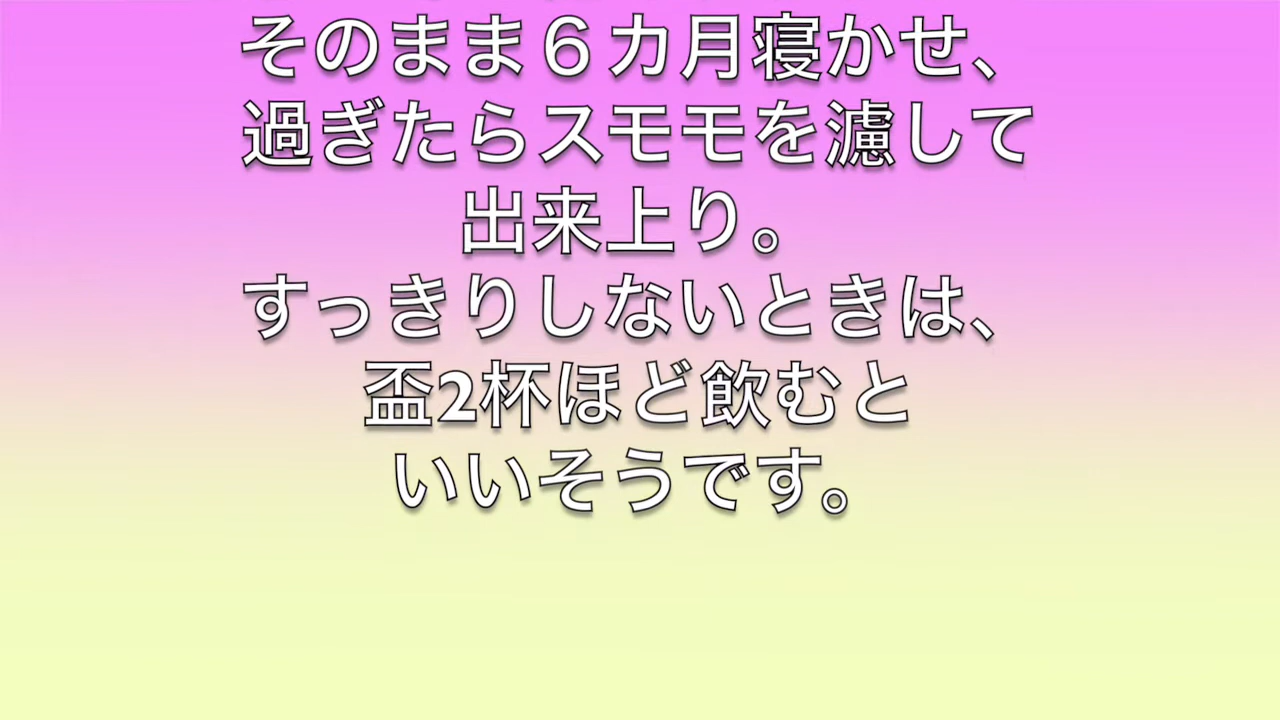 そのまま６カ月寝かせ、
過ぎたらスモモを濾して
出来上り。
すっきりしないときは、
盃2杯ほど飲むと
いいそうです。